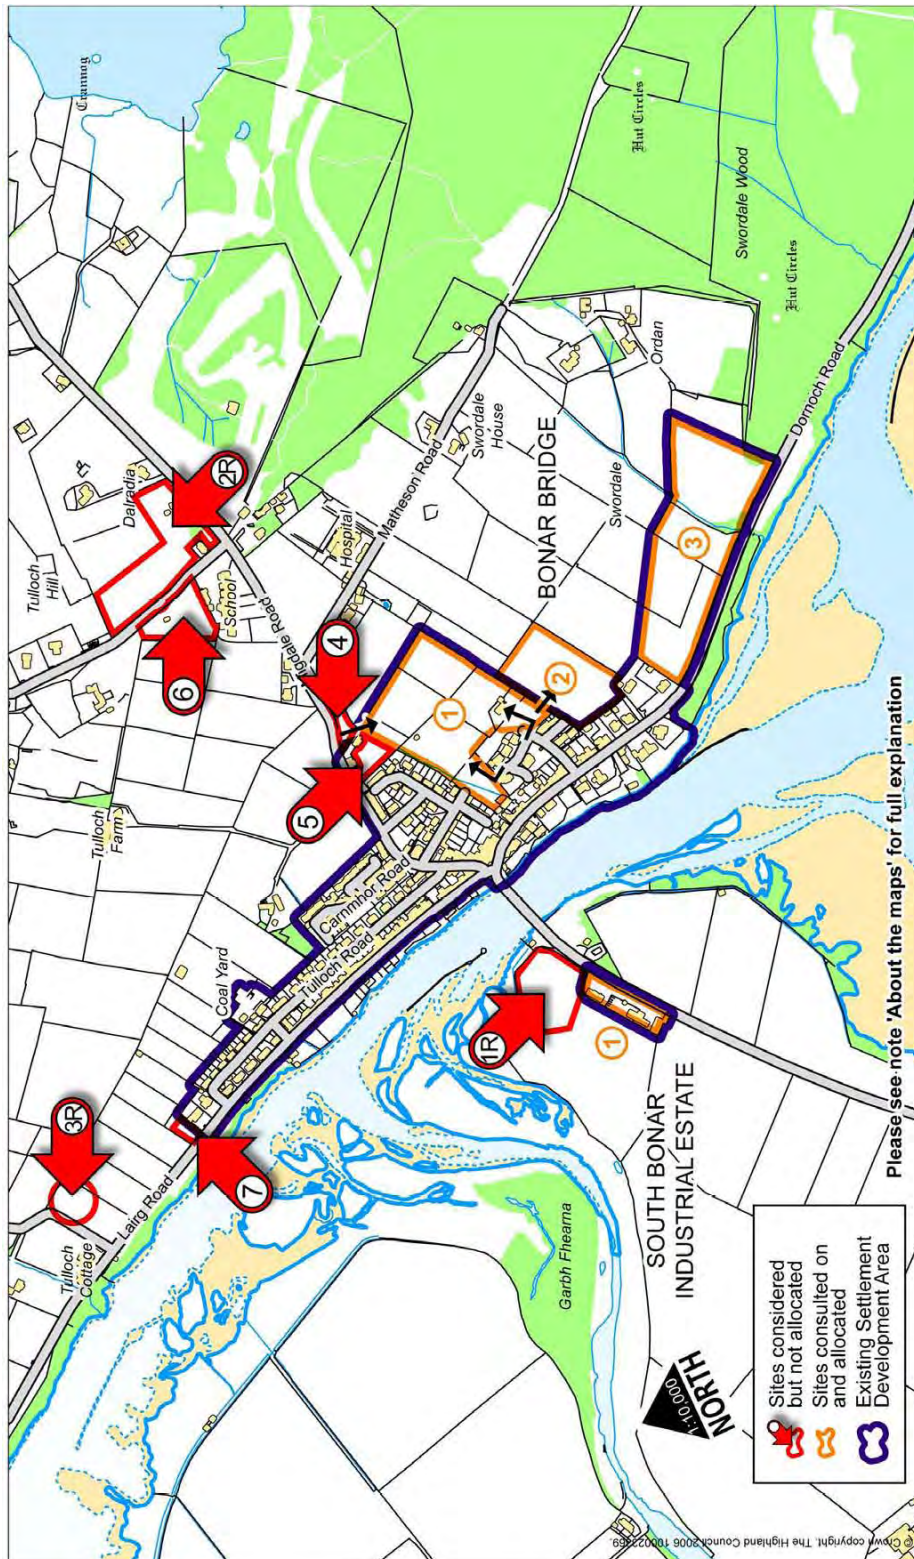 Crannog
Hut Circles
Swordale Wood
Hut Circles
Dornoch Road
Ordan
Swordale
House
Matheson Road
BONAR BRIDGE
Swordale
3
Dalradia
2R
Tulloch
Hill
Hospital
School
6
4
1
2
5
Tulloch
Farm
Carnmhor Road
Tulloch Road
Coal Yard
1R
1
3R
7
Lairg Road
Tulloch
Cottage
SOUTH BONAR
INDUSTRIAL ESTATE
Garbh Fhearna
Please see note 'About the maps' for full explanation
1:10,000
NORTH
Sites considered
but not allocated
Sites consulted on
and allocated
Existing Settlement
Development Area
© Crown copyright. The Highland Council 2006